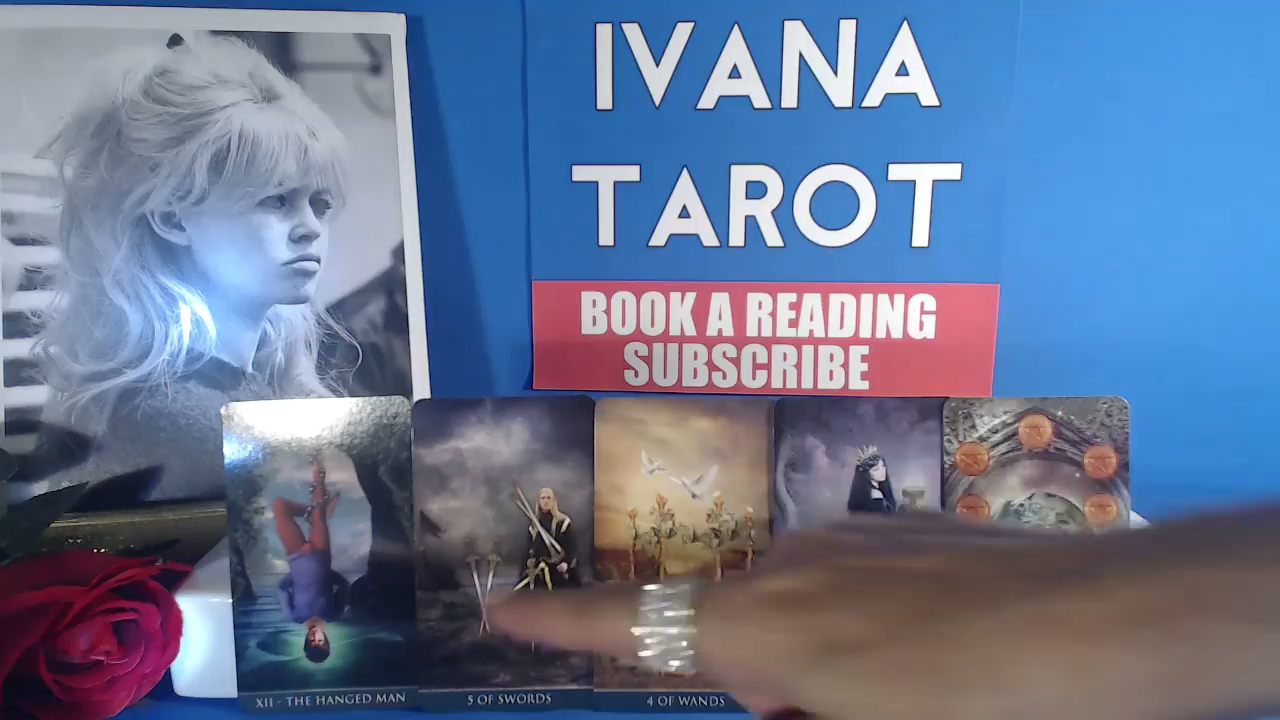 IVANA
TAROT
BOOK A READING
SUBSCRIBE
XII - THE HANGED MAN
5 OF SWORDS
4 OF WANDS